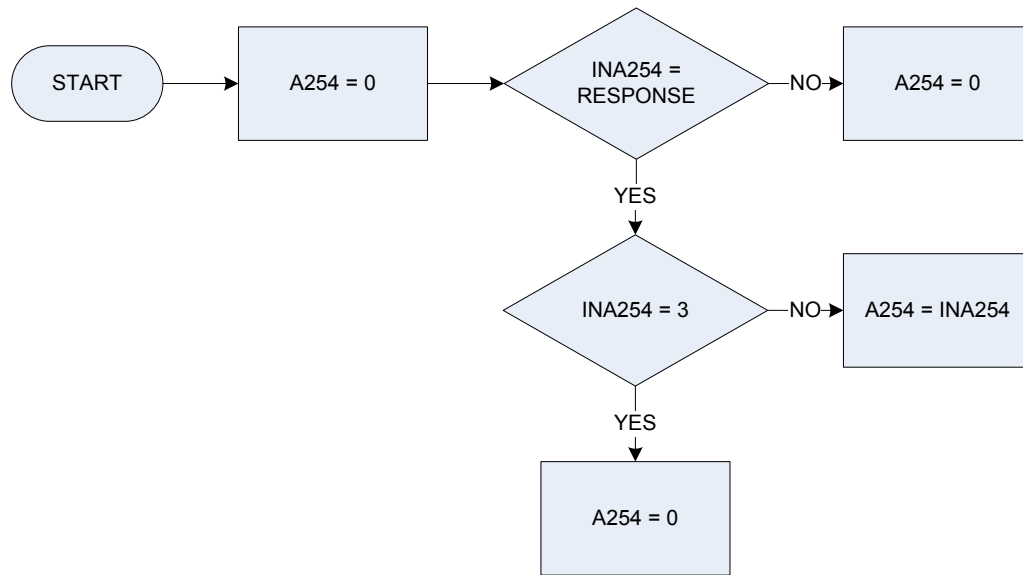 START
A254 = 0
INA254 =
RESPONSE
NO
A254 = 0
YES
INA254 = 3
NO
A254 = INA254
YES
A254 = 0